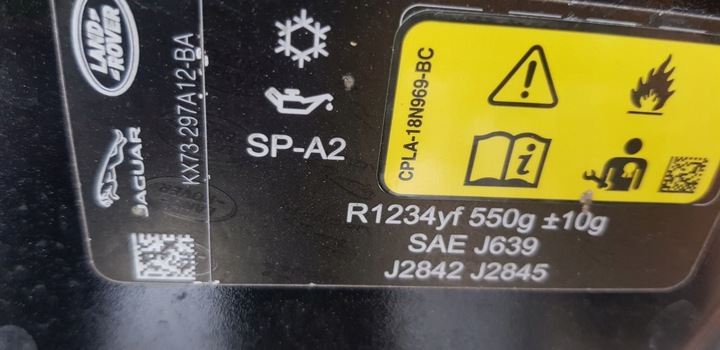 LAND-
-ROVER
JAGUAR
KX73-297A12-BA
SP-A2
CPLA-18N969-BC
R1234yf 550g ±10g
SAE J639
J2842 J2845